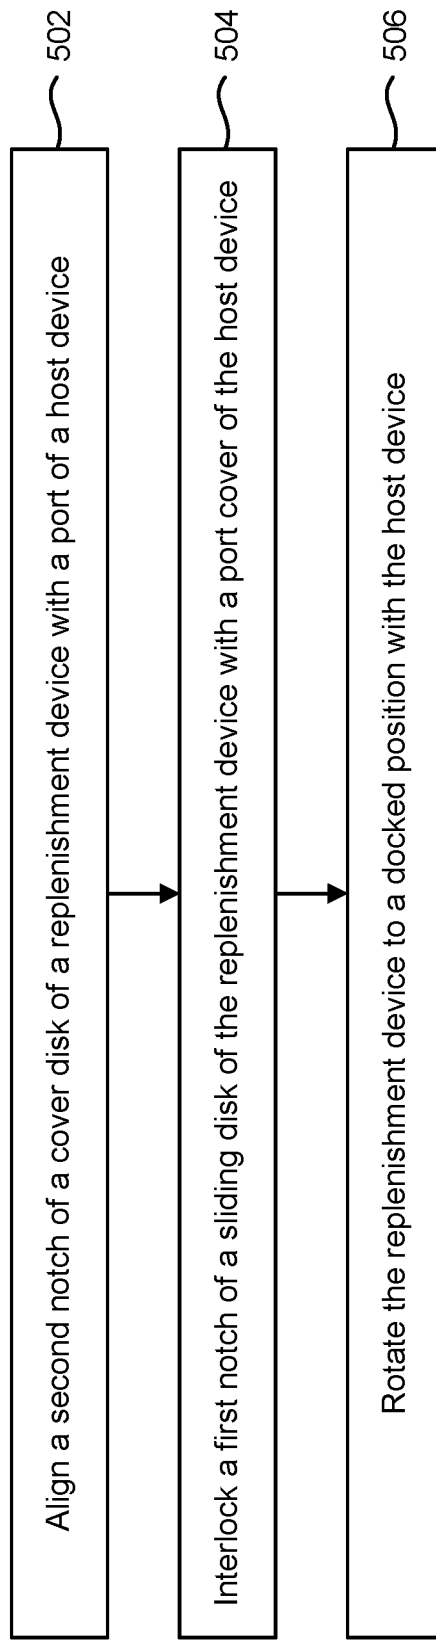 Align a second notch of a cover disk of a replenishment device with a port of a host device
502
Interlock a first notch of a sliding disk of the replenishment device with a port cover of the host device
504
Rotate the replenishment device to a docked position with the host device
506